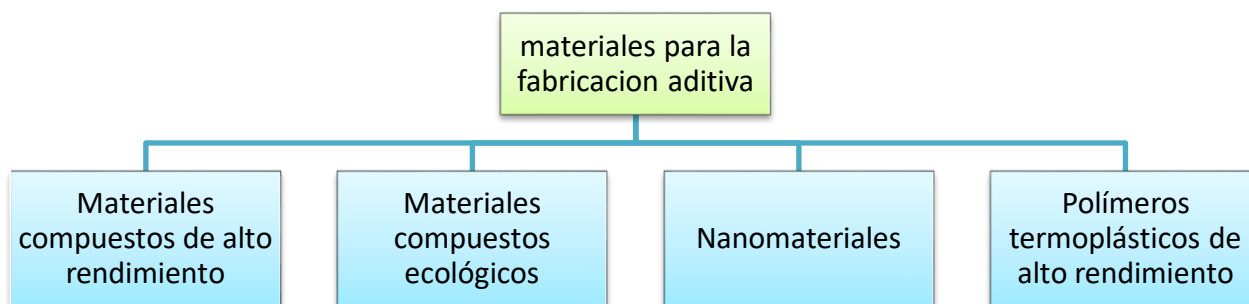 materiales para la
fabricacion aditiva
Materiales
compuestos de alto
rendimiento
Materiales
compuestos
ecológicos
Nanomateriales
Polímeros
termoplásticos de
alto rendimiento